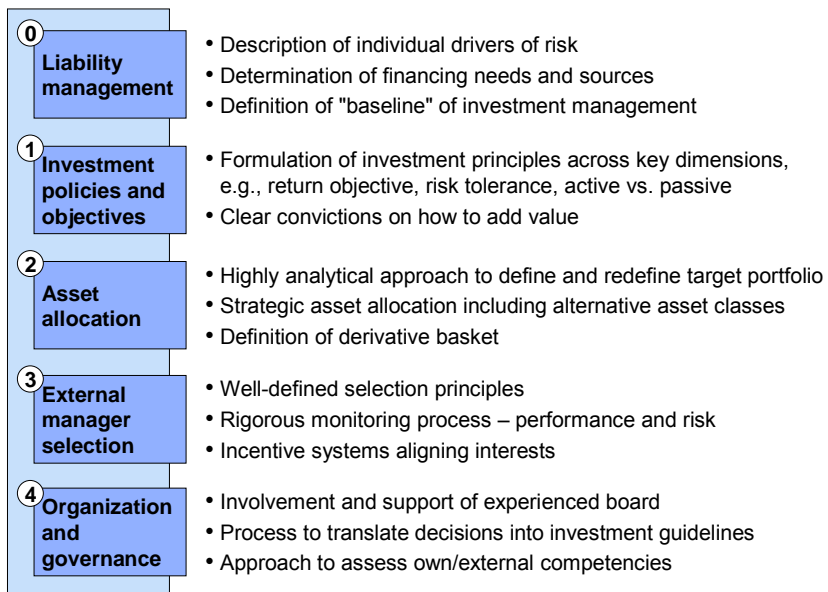 0
Liability
management
• Description of individual drivers of risk
• Determination of financing needs and sources
• Definition of "baseline" of investment management
1
Investment
policies and
objectives
• Formulation of investment principles across key dimensions,
e.g., return objective, risk tolerance, active vs. passive
• Clear convictions on how to add value
2
Asset
allocation
• Highly analytical approach to define and redefine target portfolio
• Strategic asset allocation including alternative asset classes
• Definition of derivative basket
3
External
manager
selection
• Well-defined selection principles
• Rigorous monitoring process – performance and risk
• Incentive systems aligning interests
4
Organization
and
governance
• Involvement and support of experienced board
• Process to translate decisions into investment guidelines
• Approach to assess own/external competencies